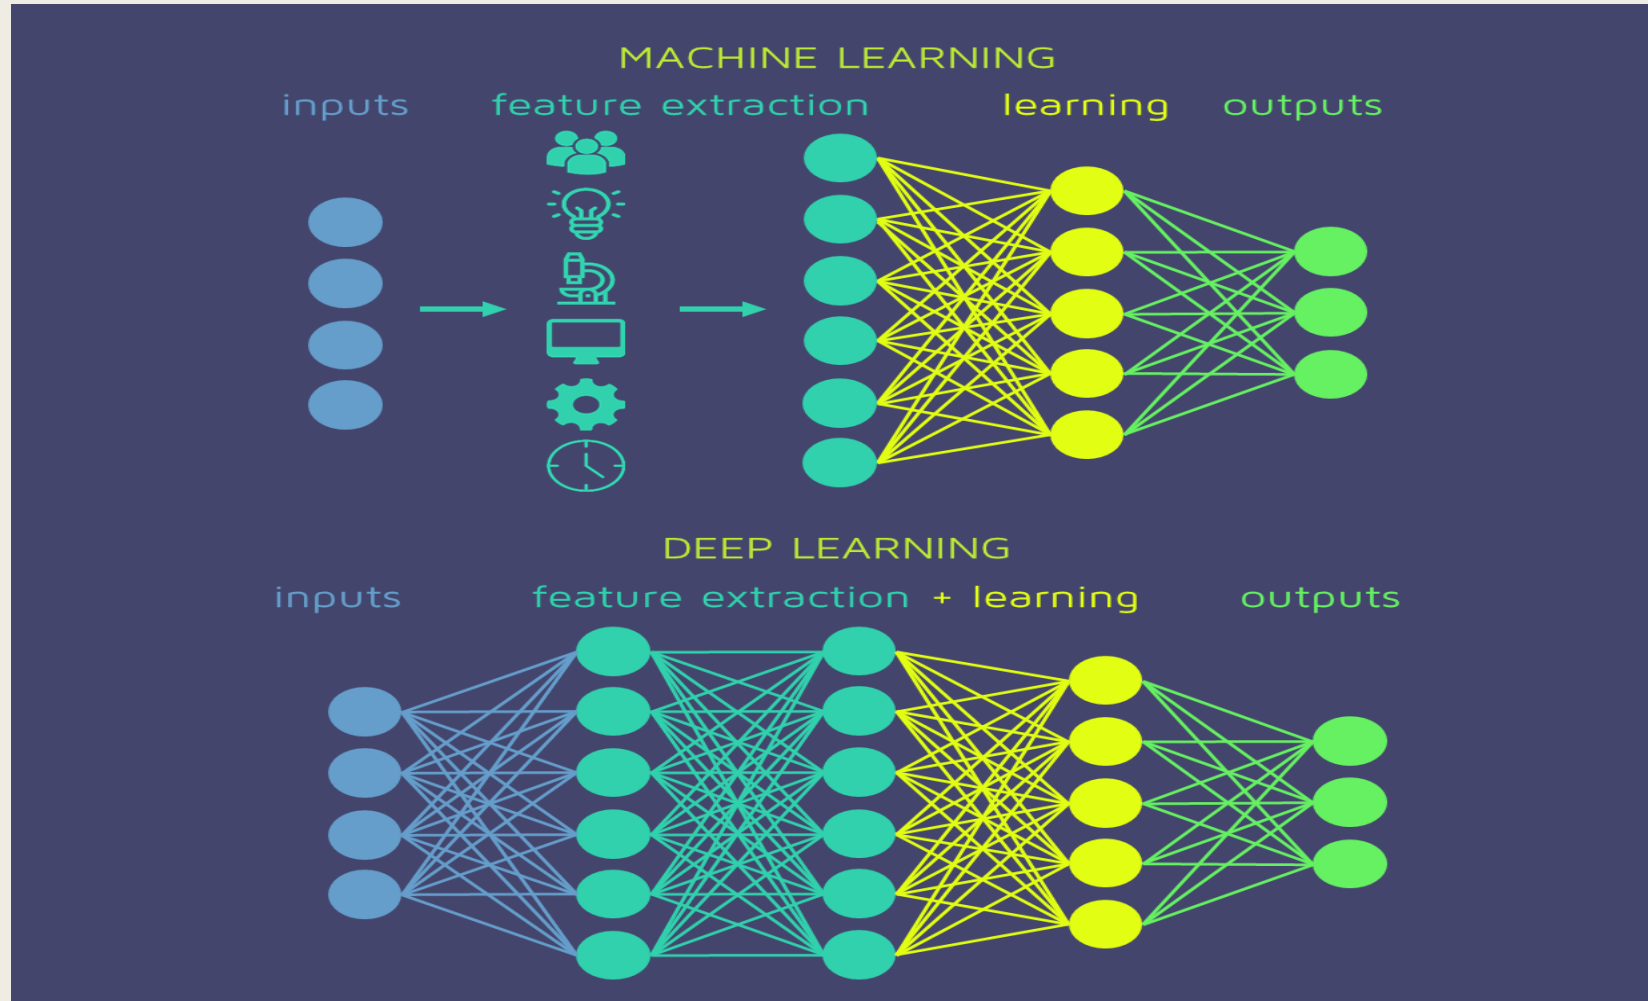 MACHINE LEARNING
inputs feature extraction learning outputs
DEEP LEARNING
inputs feature extraction + learning outputs